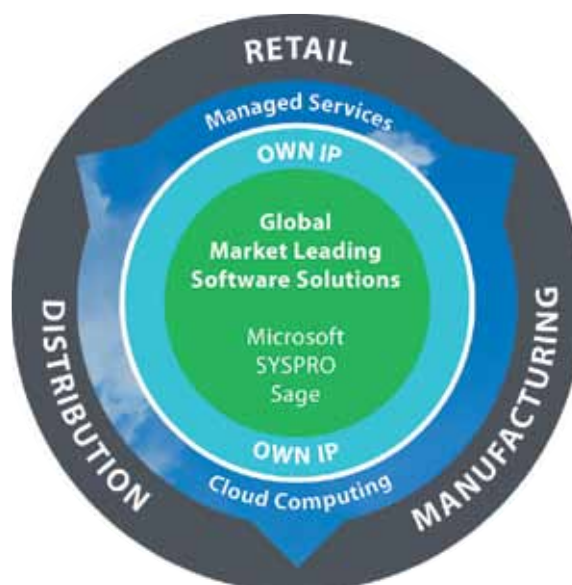 RETAIL
Managed Services
OWN IP
Global
Market Leading
Software Solutions
Microsoft
SYSPRO
Sage
OWN IP
Cloud Computing
DISTRIBUTION
MANUFACTURING